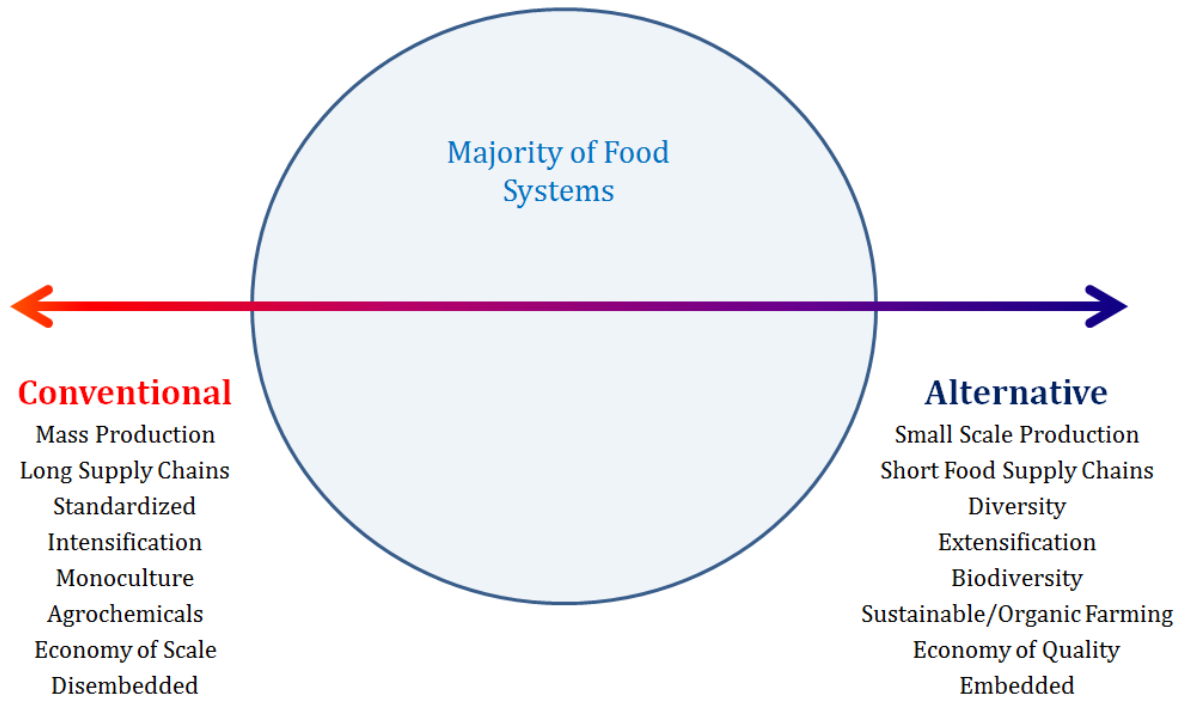 Majority of Food
Systems
Conventional
Mass Production
Long Supply Chains
Standardized
Intensification
Monoculture
Agrochemicals
Economy of Scale
Disembedded
Alternative
Small Scale Production
Short Food Supply Chains
Diversity
Extensification
Biodiversity
Sustainable/Organic Farming
Economy of Quality
Embedded